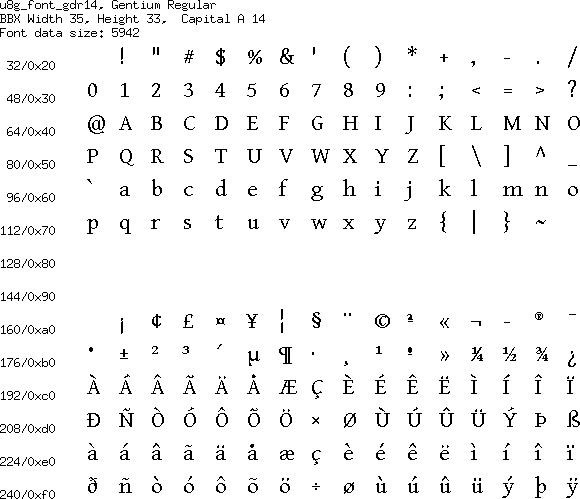 u8g_font_gdr14, Gentium Regular
BBX Width 35, Height 33,  Capital A 14
Font data size: 5942
32/0x20 ! " # $ % & ' ( ) * + , - . /
48/0x30 0 1 2 3 4 5 6 7 8 9 : ; < = > ?
64/0x40 @ A B C D E F G H I J K L M N O
80/0x50 P Q R S T U V W X Y Z [ \ ] ^ _
96/0x60 ` a b c d e f g h i j k l m n o
112/0x70 p q r s t u v w x y z { | } ~
128/0x80
144/0x90
160/0xa0 ¡ ¢ £ ¤ ¥ ¦ § ¨ © ª « ¬ - ® ¯
176/0xb0 ° ± ² ³ ´ µ ¶ · ¸ ¹ º » ¼ ½ ¾ ¿
192/0xc0 À Á Â Ã Ä Å Æ Ç È É Ê Ë Ì Í Î Ï
208/0xd0 Ð Ñ Ò Ó Ô Õ Ö × Ø Ù Ú Û Ü Ý Þ ß
224/0xe0 à á â ã ä å æ ç è é ê ë ì í î ï
240/0xf0 ð ñ ò ó ô õ ö ÷ ø ù ú û ü ý þ ÿ